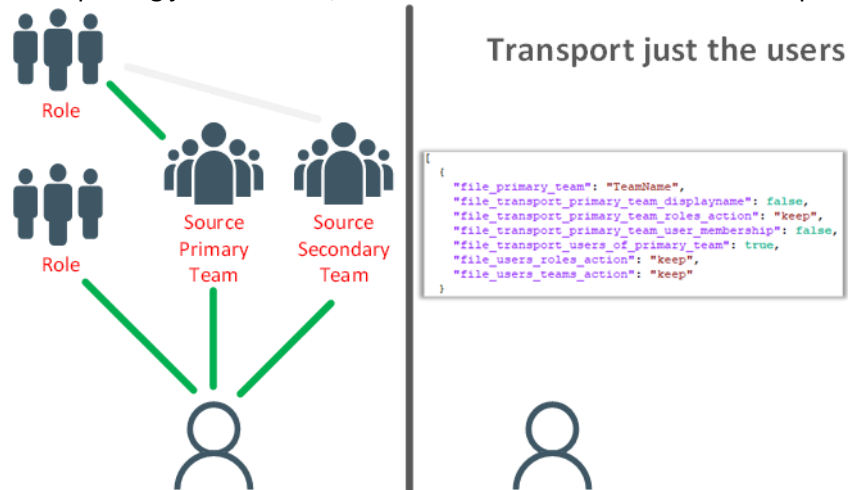 Role
Role
Source
Primary
Team
Source
Secondary
Team
Transport just the users
[
{
"file_primary_team": "TeamName",
"file_transport_primary_team_displayname": false,
"file_transport_primary_team_roles_action": "keep",
"file_transport_primary_team_user_membership": false,
"file_transport_users_of_primary_team": true,
"file_users_roles_action": "keep",
"file_users_teams_action": "keep"
}